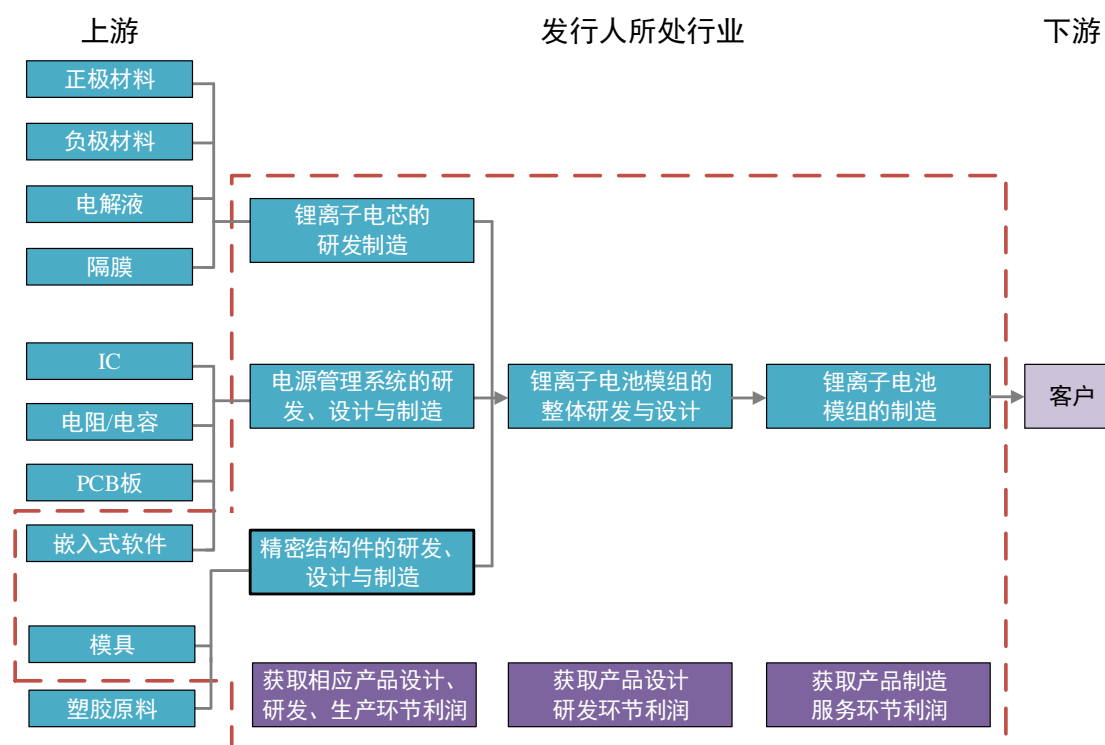 上游
发行人所处行业
下游
正极材料
负极材料
电解液
隔膜
锂离子电芯的
研发制造
IC
电阻/电容
PCB板
嵌入式软件
电源管理系统的研
发、设计与制造
锂离子电池模组的
整体研发与设计
锂离子电池
模组的制造
客户
精密结构件的研发、
设计与制造
模具
塑胶原料
获取相应产品设计、
研发、生产环节利润
获取产品设计
研发环节利润
获取产品制造
服务环节利润